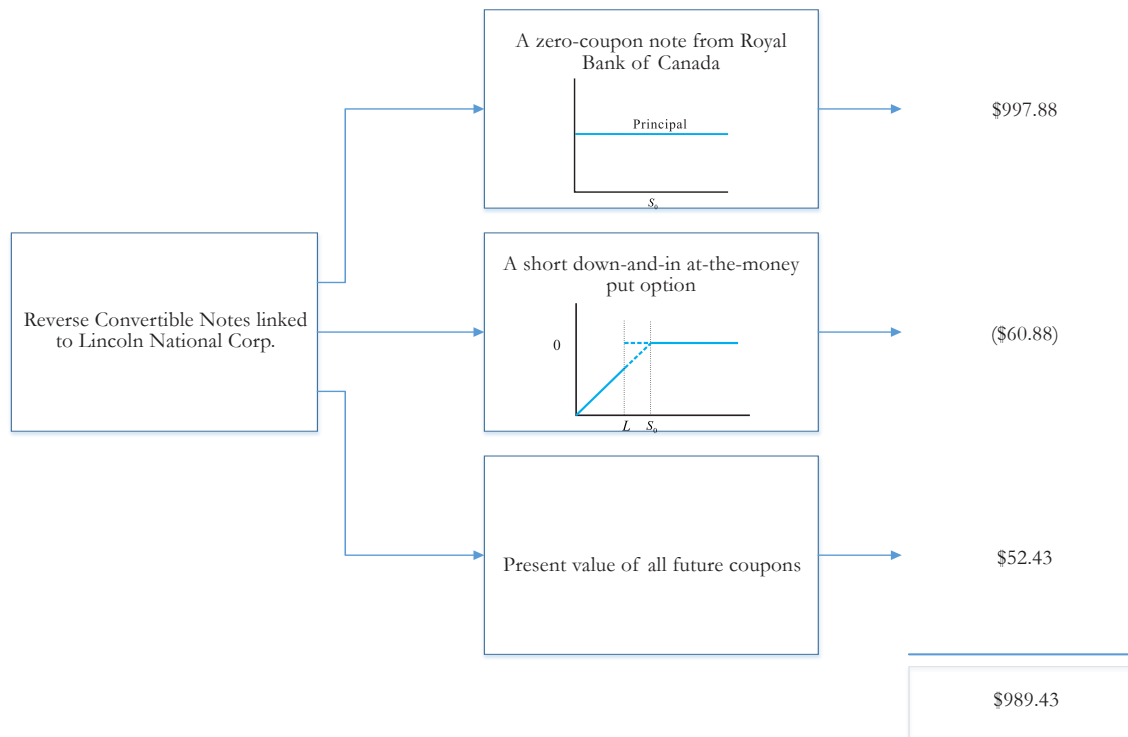 A zero-coupon note from Royal
Bank of Canada
Principal
S₀
$997.88
Reverse Convertible Notes linked
to Lincoln National Corp.
A short down-and-in at-the-money
put option
0
L S₀
($60.88)
Present value of all future coupons
$52.43
$989.43